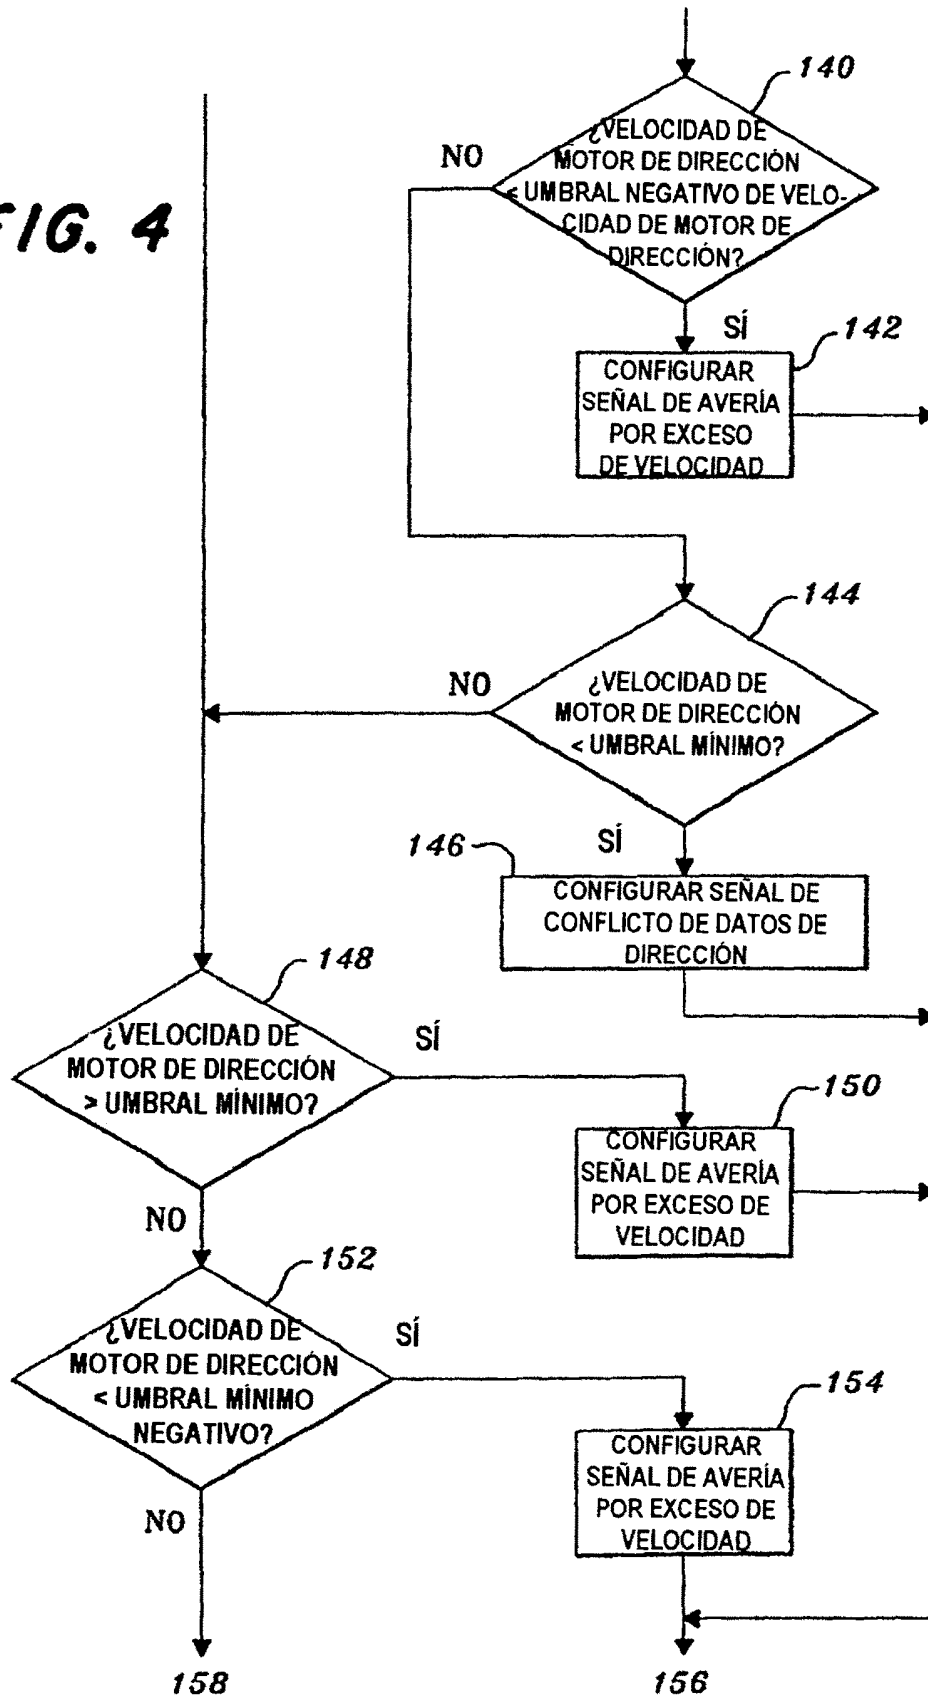 140
¿VELOCIDAD DE
MOTOR DE DIRECCIÓN
< UMBRAL NEGATIVO DE VELO-
CIDAD DE MOTOR DE
DIRECCIÓN?
NO
FIG. 4
SÍ
142
CONFIGURAR
SEÑAL DE AVERÍA
POR EXCESO
DE VELOCIDAD
144
NO
¿VELOCIDAD DE
MOTOR DE DIRECCIÓN
< UMBRAL MÍNIMO?
SÍ
146
CONFIGURAR SEÑAL DE
CONFLICTO DE DATOS DE
DIRECCIÓN
148
¿VELOCIDAD DE
MOTOR DE DIRECCIÓN
> UMBRAL MÍNIMO?
SÍ
150
CONFIGURAR
SEÑAL DE AVERÍA
POR EXCESO DE
VELOCIDAD
NO
152
¿VELOCIDAD DE
MOTOR DE DIRECCIÓN
< UMBRAL MÍNIMO
NEGATIVO?
SÍ
154
CONFIGURAR
SEÑAL DE AVERÍA
POR EXCESO DE
VELOCIDAD
NO
158
156